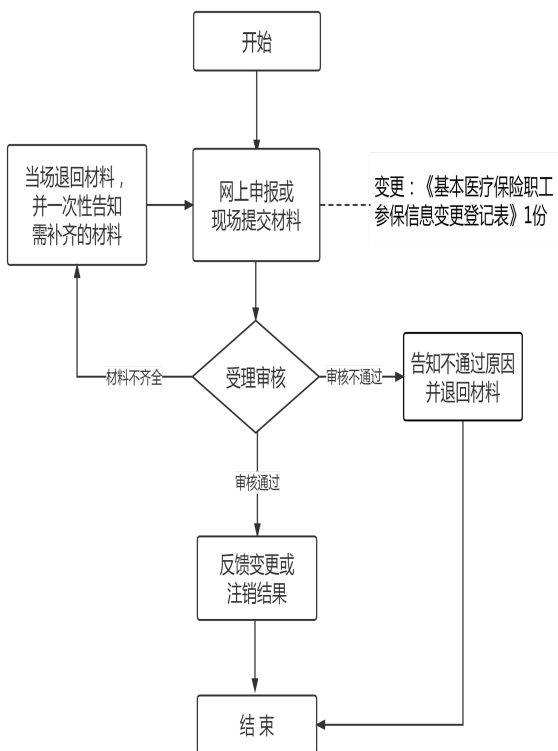 开始
当场退回材料，
并一次性告知
需补齐的材料
网上申报或
现场提交材料
变更：《基本医疗保险职工
参保信息变更登记表》1份
材料不齐全
受理审核
审核不通过
告知不通过原因
并退回材料
审核通过
反馈变更或
注销结果
结 束